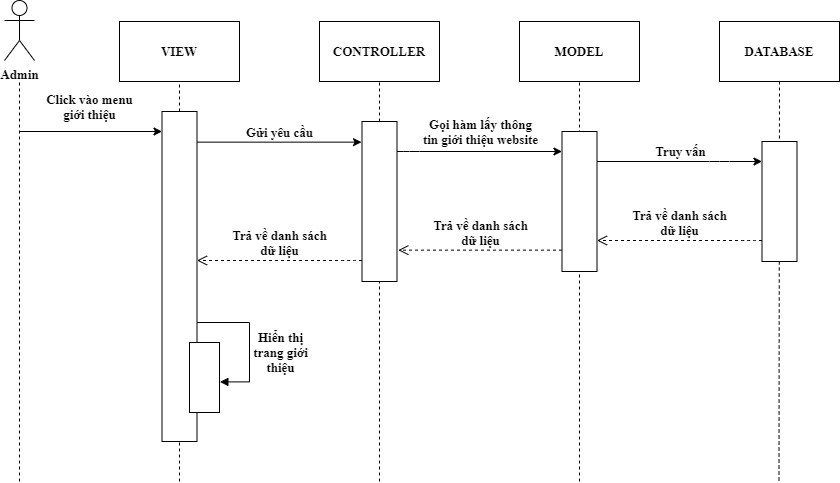 VIEW
CONTROLLER
MODEL
DATABASE
Admin
Click vào menu
giới thiệu
Gửi yêu cầu
Gọi hàm lấy thông
tin giới thiệu website
Truy vấn
Trả về danh sách
dữ liệu
Trả về danh sách
dữ liệu
Trả về danh sách
dữ liệu
Hiển thị
trang giới
thiệu